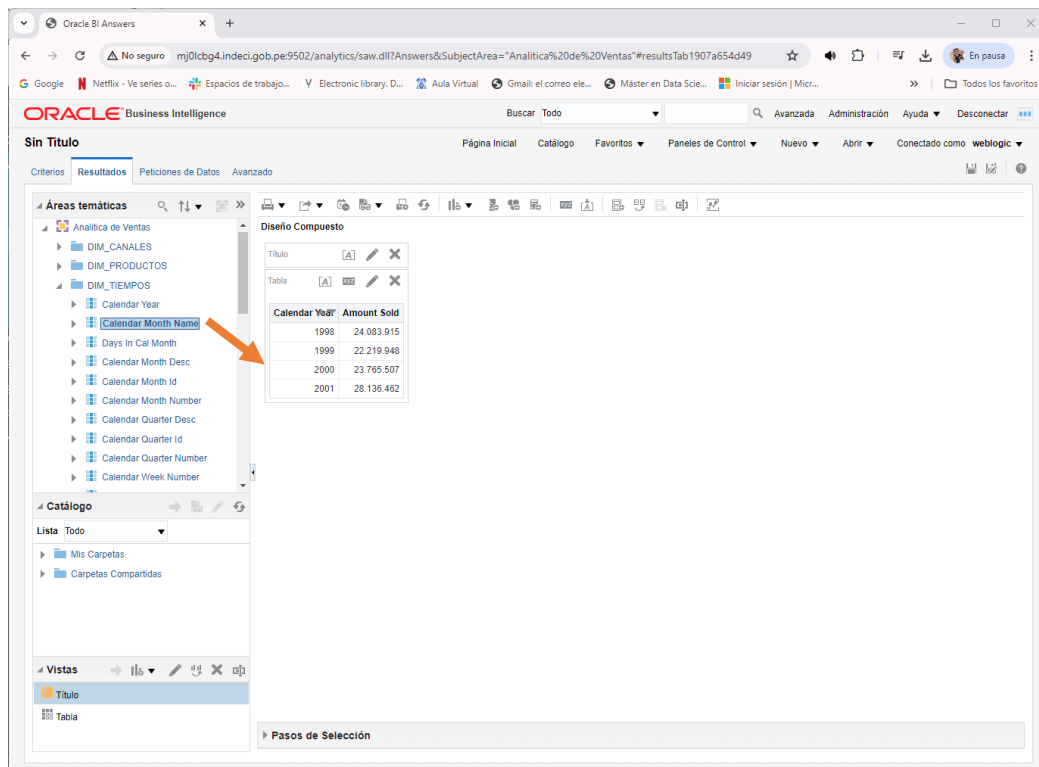 Oracle BI Answers
No seguro mj0lcbg4.indeci.gob.pe:9502/analytics/saw.dll?Answers&SubjectArea="Analitica%20de%20Ventas"#resultsTab1907a654d49 En pausa
Google Netflix - Ve series o... Espacios de trabajo... Electronic library. D... Aula Virtual Gmail: el correo ele... Máster en Data Scie... Iniciar sesión | Micr... » Todos los favoritos
ORACLE Business Intelligence Buscar Todo Avanzada Administración Ayuda Desconectar
Sin Título Página Inicial Catálogo Favoritos Paneles de Control Nuevo Abrir Conectado como weblogic
Criterios Resultados Peticiones de Datos Avanzado
Áreas temáticas
Analitica de Ventas
DIM_CANALES
DIM_PRODUCTOS
DIM_TIEMPOS
Calendar Year
Calendar Month Name
Days In Cal Month
Calendar Month Desc
Calendar Month Id
Calendar Month Number
Calendar Quarter Desc
Calendar Quarter Id
Calendar Quarter Number
Calendar Week Number
Catálogo
Lista Todo
Mis Carpetas
Carpetas Compartidas
Vistas
Título
Tabla
Diseño Compuesto
Título
Tabla
Calendar Year Amount Sold
1998 24.083.915
1999 22.219.948
2000 23.765.507
2001 28.136.462
Pasos de Selección